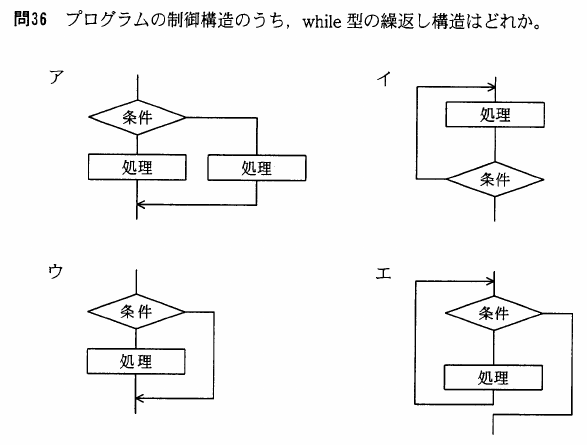 問36 プログラムの制御構造のうち，while 型の繰返し構造はどれか。
ア
条件
処理
処理
イ
処理
条件
ウ
条件
処理
エ
条件
処理